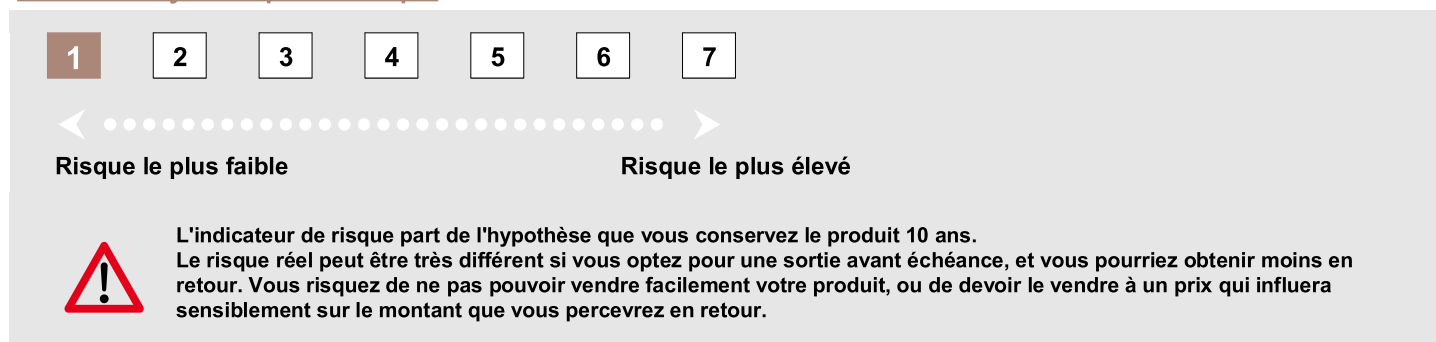 1 2 3 4 5 6 7
Risque le plus faible Risque le plus élevé
L'indicateur de risque part de l'hypothèse que vous conservez le produit 10 ans.
Le risque réel peut être très différent si vous optez pour une sortie avant échéance, et vous pourriez obtenir moins en
retour. Vous risquez de ne pas pouvoir vendre facilement votre produit, ou de devoir le vendre à un prix qui influera
sensiblement sur le montant que vous percevrez en retour.